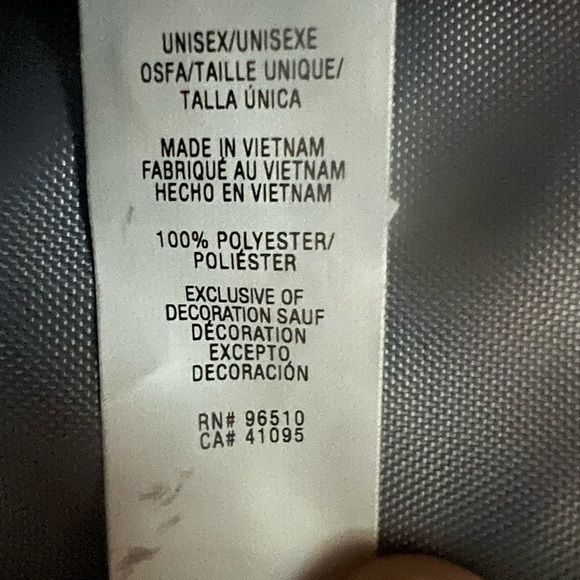 UNISEX/UNISEXE
OSFA/TAILLE UNIQUE/
TALLA ÚNICA
MADE IN VIETNAM
FABRIQUÉ AU VIETNAM
HECHO EN VIETNAM
100% POLYESTER/
POLIÉSTER
EXCLUSIVE OF
DECORATION SAUF
DÉCORATION
EXCEPTO
DECORACIÓN
RN# 96510
CA# 41095